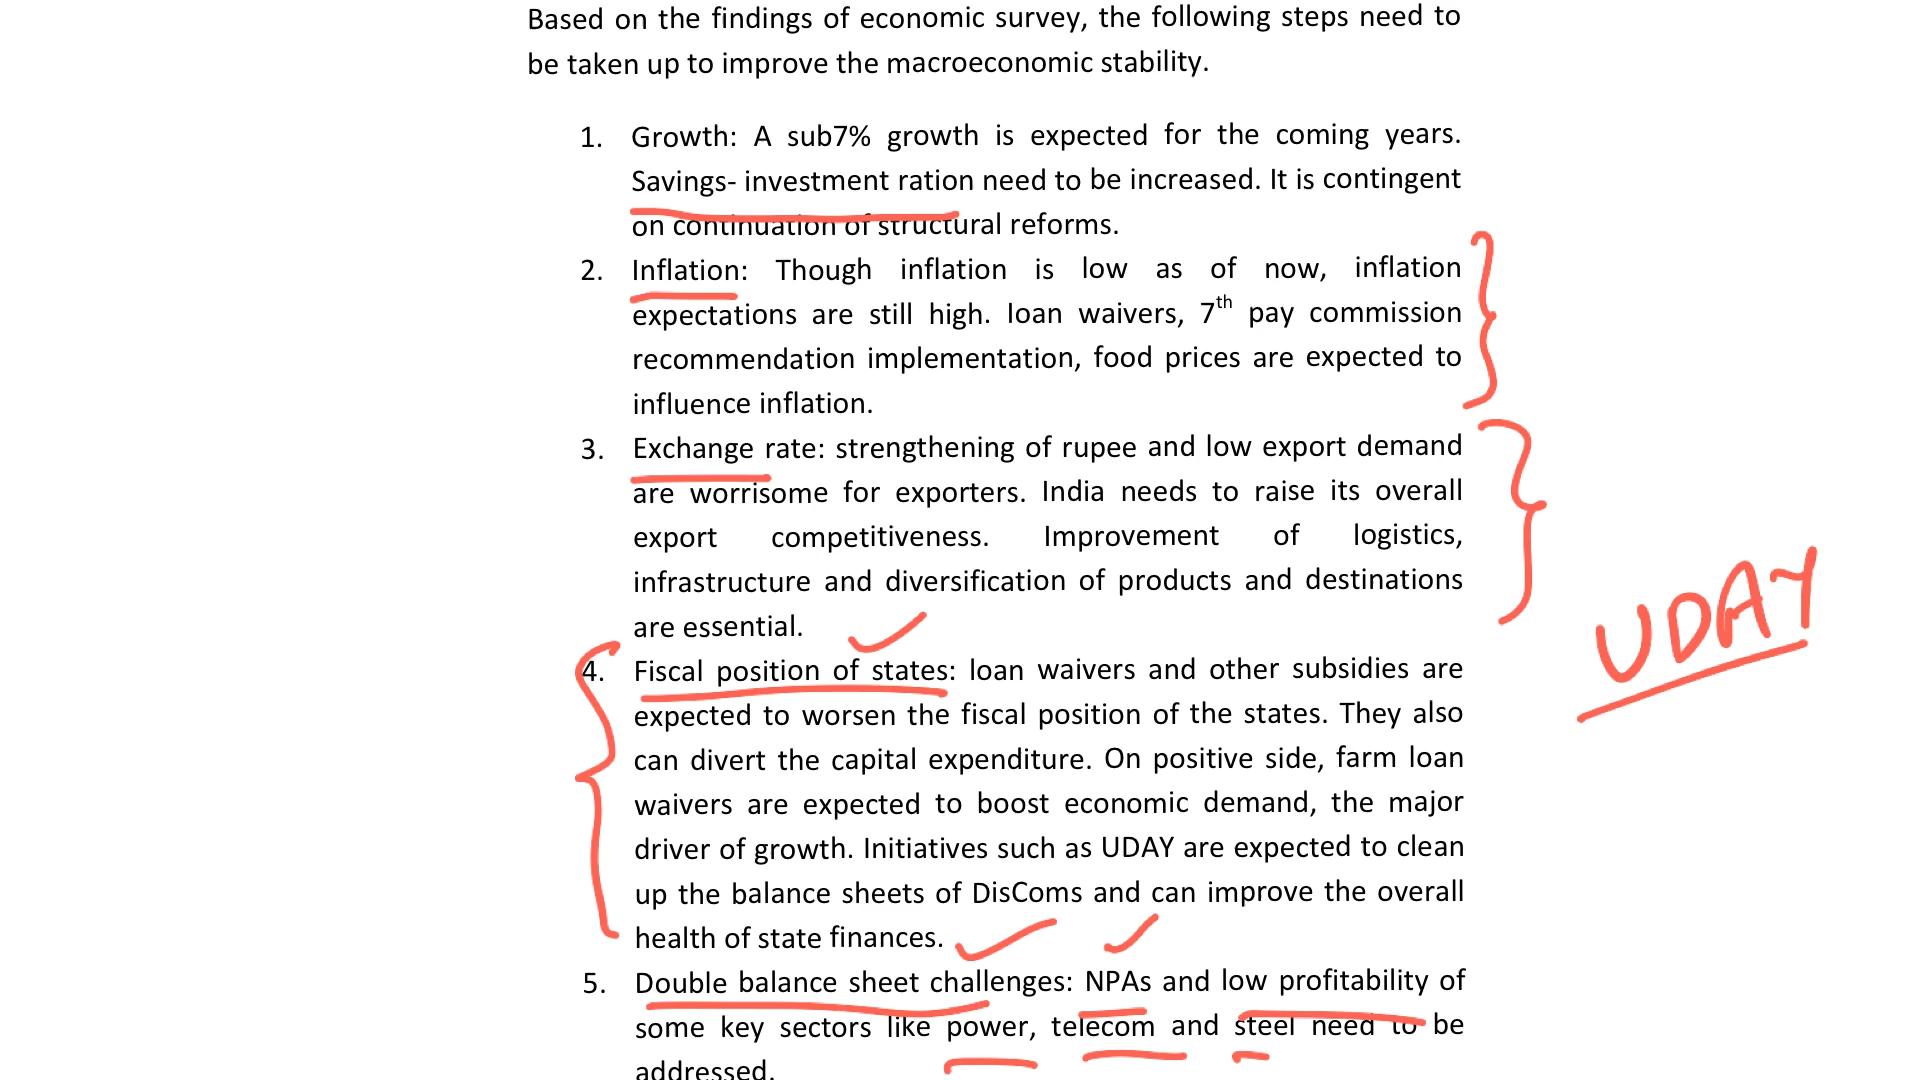 Based on the findings of economic survey, the following steps need to
be taken up to improve the macroeconomic stability.
1. Growth: A sub7% growth is expected for the coming years.
Savings- investment ration need to be increased. It is contingent
on continuation of structural reforms.
2. Inflation: Though inflation is low as of now, inflation
expectations are still high. loan waivers, 7th pay commission
recommendation implementation, food prices are expected to
influence inflation.
3. Exchange rate: strengthening of rupee and low export demand
are worrisome for exporters. India needs to raise its overall
export competitiveness. Improvement of logistics,
infrastructure and diversification of products and destinations
are essential.
UDAY
4. Fiscal position of states: loan waivers and other subsidies are
expected to worsen the fiscal position of the states. They also
can divert the capital expenditure. On positive side, farm loan
waivers are expected to boost economic demand, the major
driver of growth. Initiatives such as UDAY are expected to clean
up the balance sheets of DisComs and can improve the overall
health of state finances.
5. Double balance sheet challenges: NPAs and low profitability of
some key sectors like power, telecom and steel need to be
addressed.